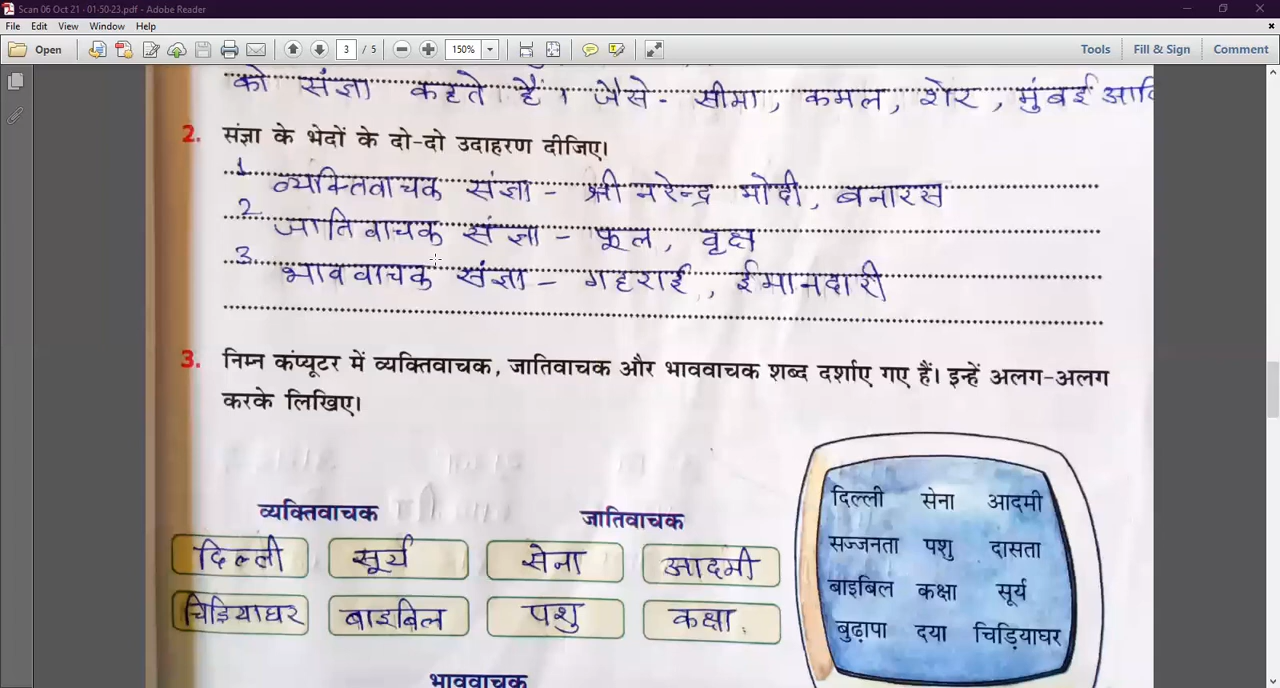 Scan 06 Oct 21 - 01-50-23.pdf - Adobe Reader
File Edit View Window Help
Open 3 / 5 150% Tools Fill & Sign Comment
को संज्ञा कहते हैं। जैसे- सीमा, कमल, शेर, मुंबई
2. संज्ञा के भेदों के दो-दो उदाहरण दीजिए।
1. व्यक्तिवाचक संज्ञा - श्री नरेन्द्र मोदी, बनारस
2. जातिवाचक संज्ञा - फूल, वृक्ष
3. भाववाचक संज्ञा - गहराई, ईमानदारी
3. निम्न कंप्यूटर में व्यक्तिवाचक, जातिवाचक और भाववाचक शब्द दर्शाए गए हैं। इन्हें अलग-अलग
करके लिखिए।
व्यक्तिवाचक जातिवाचक
दिल्ली सूर्य सेना आदमी
चिड़ियाघर बाइबिल पशु कक्षा
भाववाचक
दिल्ली सेना आदमी
सज्जनता पशु दासता
बाइबिल कक्षा सूर्य
बुढ़ापा दया चिड़ियाघर